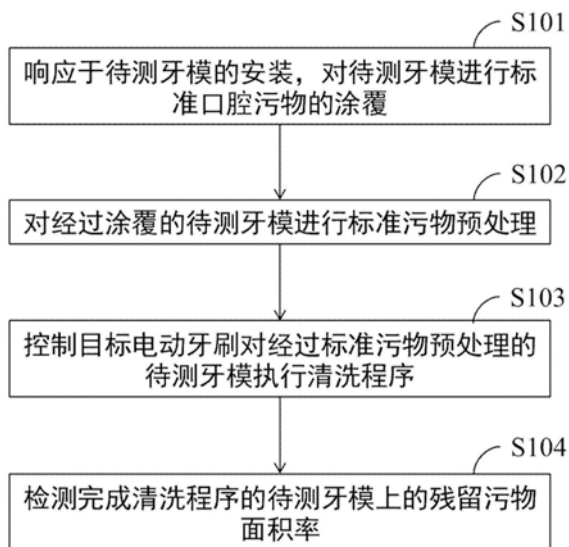 S101
响应于待测牙模的安装，对待测牙模进行标
准口腔污物的涂覆
S102
对经过涂覆的待测牙模进行标准污物预处理
S103
控制目标电动牙刷对经过标准污物预处理的
待测牙模执行清洗程序
S104
检测完成清洗程序的待测牙模上的残留污物
面积率